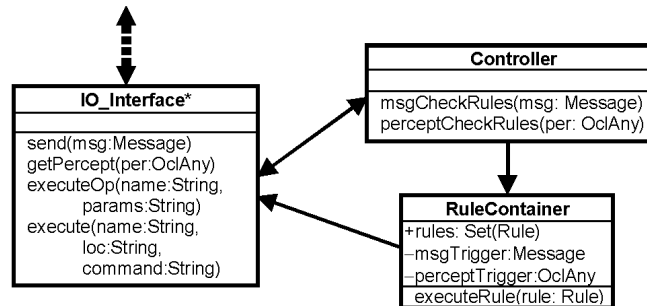 IO_Interface*
send(msg:Message)
getPercept(per:OclAny)
executeOp(name:String,
params:String)
execute(name:String,
loc:String,
command:String)
Controller
msgCheckRules(msg: Message)
perceptCheckRules(per: OclAny)
RuleContainer
+rules: Set(Rule)
−msgTrigger:Message
−perceptTrigger:OclAny
executeRule(rule: Rule)